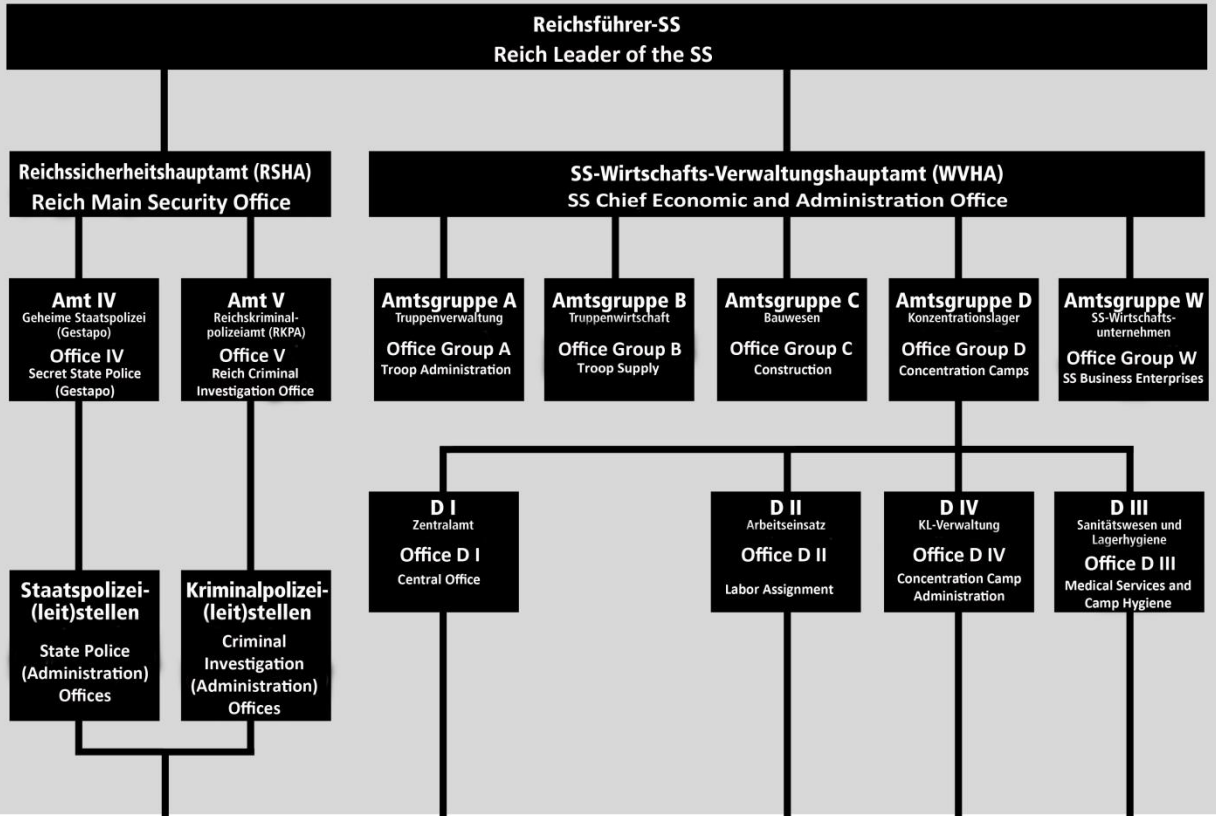 Reichsführer-SS
Reich Leader of the SS
Reichssicherheitshauptamt (RSHA)
Reich Main Security Office
SS-Wirtschafts-Verwaltungshauptamt (WVHA)
SS Chief Economic and Administration Office
Amt IV
Geheime Staatspolizei
(Gestapo)
Office IV
Secret State Police
(Gestapo)
Amt V
Reichskriminal-
polizeiamt (RKPA)
Office V
Reich Criminal
Investigation Office
Amtsgruppe A
Truppenverwaltung
Office Group A
Troop Administration
Amtsgruppe B
Truppenwirtschaft
Office Group B
Troop Supply
Amtsgruppe C
Bauwesen
Office Group C
Construction
Amtsgruppe D
Konzentrationslager
Office Group D
Concentration Camps
Amtsgruppe W
SS-Wirtschafts-
unternehmen
Office Group W
SS Business Enterprises
D I
Zentralamt
Office D I
Central Office
D II
Arbeitseinsatz
Office D II
Labor Assignment
D IV
KL-Verwaltung
Office D IV
Concentration Camp
Administration
D III
Sanitätswesen und
Lagerhygiene
Office D III
Medical Services and
Camp Hygiene
Staatspolizei-
(leit)stellen
State Police
(Administration)
Offices
Kriminalpolizei-
(leit)stellen
Criminal
Investigation
(Administration)
Offices